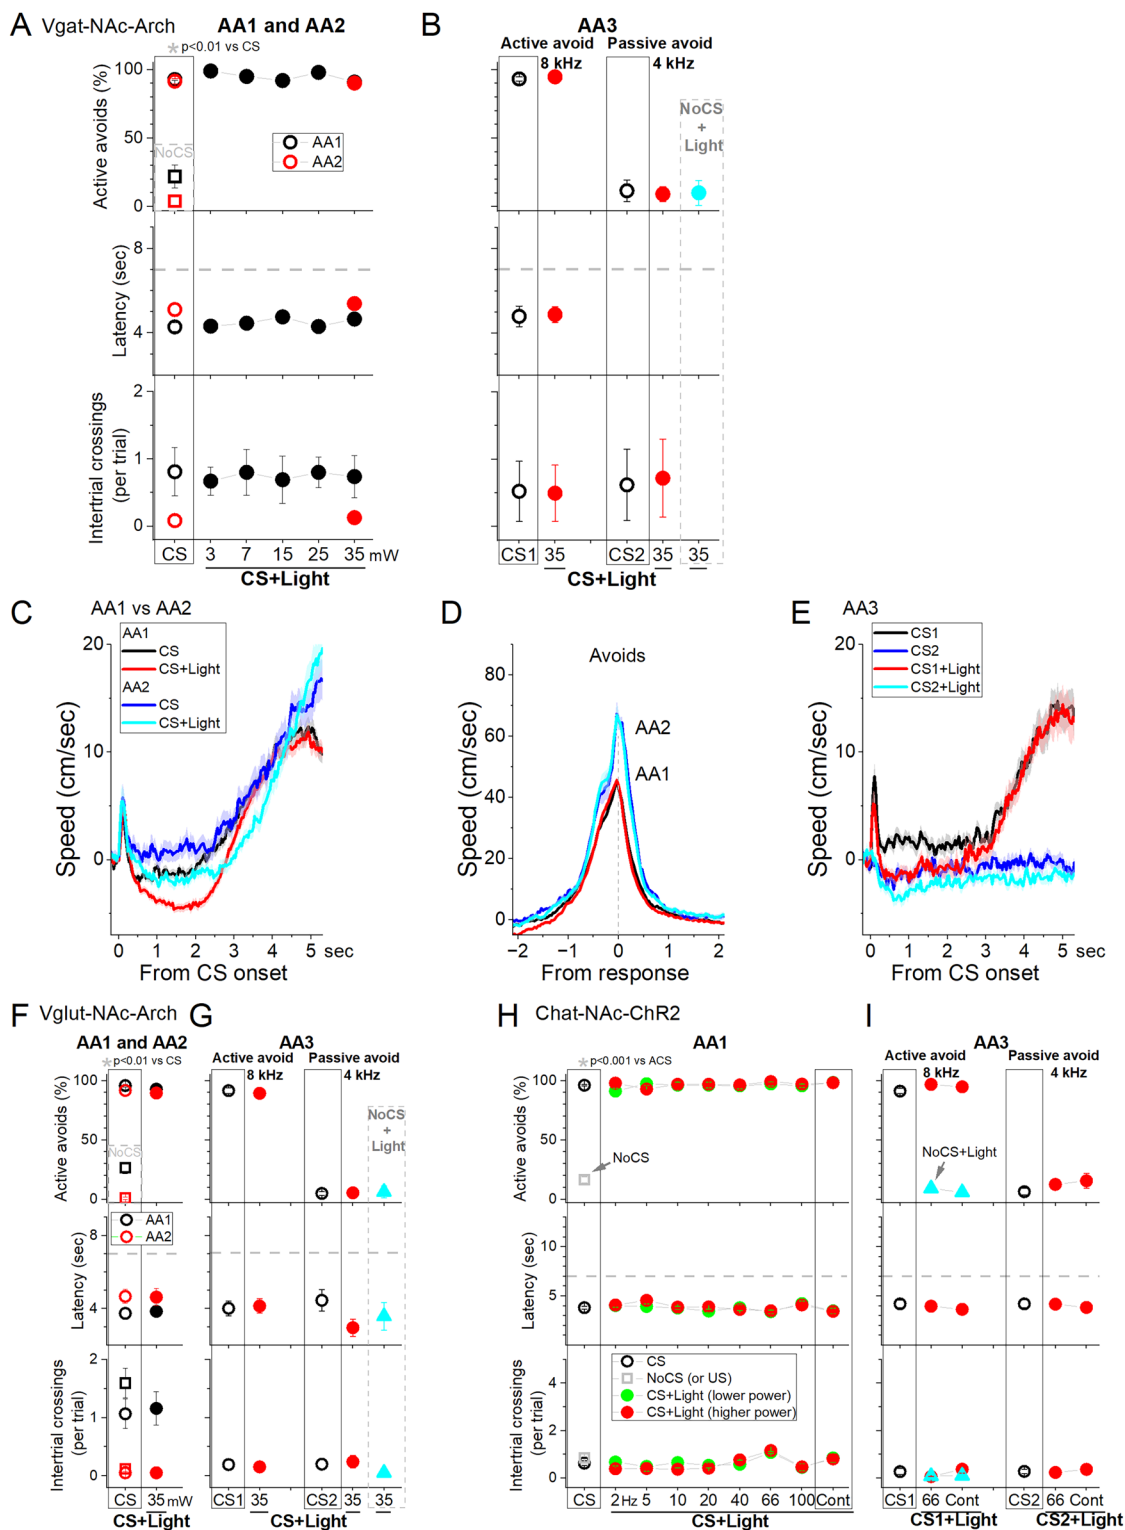 A Vgat-NAc-Arch AA1 and AA2
* p<0.01 vs CS
Active avoids (%)
100
50
0
NoCS
AA1
AA2
Latency (sec)
8
4
Intertrial crossings
(per trial)
2
1
0
CS 3 7 15 25 35 mW
CS+Light
B AA3
Active avoid Passive avoid
8 kHz 4 kHz
NoCS
+
Light
CS1 35 CS2 35 35
CS+Light
C AA1 vs AA2
AA1
CS
CS+Light
AA2
CS
CS+Light
Speed (cm/sec)
20
10
0
0 1 2 3 4 5 sec
From CS onset
D
Avoids
AA2
AA1
Speed (cm/sec)
80
60
40
20
0
−2 −1 0 1 2
From response
E AA3
CS1
CS2
CS1+Light
CS2+Light
Speed (cm/sec)
20
10
0
0 1 2 3 4 5 sec
From CS onset
F Vglut-NAc-Arch
AA1 and AA2
* p<0.01 vs CS
Active avoids (%)
100
50
0
NoCS
AA1
AA2
Latency (sec)
8
4
Intertrial crossings
(per trial)
2
1
0
CS 35 mW
CS+Light
G
AA3
Active avoid Passive avoid
8 kHz 4 kHz
NoCS
+
Light
CS1 35 CS2 35 35
CS+Light
H Chat-NAc-ChR2
AA1
* p<0.001 vs ACS
Active avoids (%)
100
50
0
NoCS
Latency (sec)
10
5
0
CS
NoCS (or US)
CS+Light (lower power)
CS+Light (higher power)
Intertrial crossings
(per trial)
4
2
0
CS 2 Hz 5 10 20 40 66 100 Cont
CS+Light
I
AA3
Active avoid Passive avoid
8 kHz 4 kHz
100
50
0
NoCS+Light
10
5
0
4
2
0
CS1 66 Cont CS2 66 Cont
CS1+Light CS2+Light